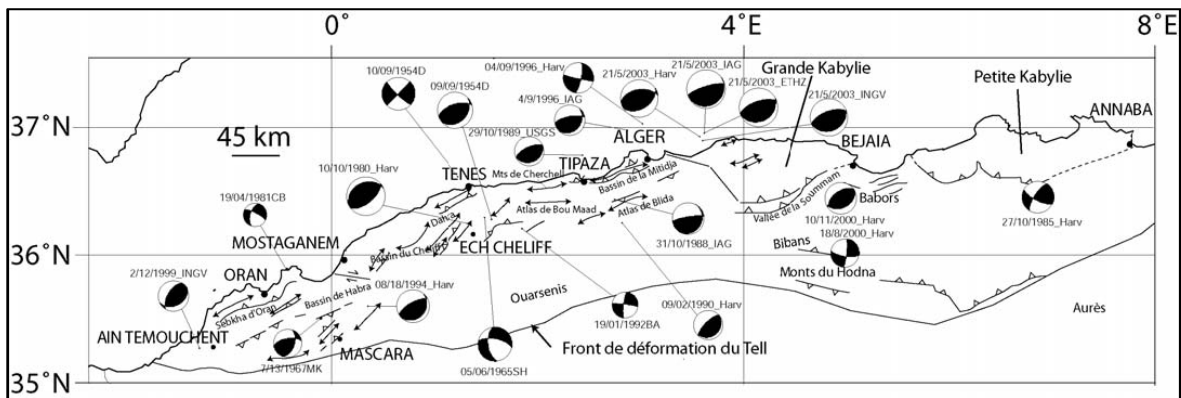 0°
4°E
8°E
37°N
36°N
35°N
45 km
10/09/1954D
09/09/1954D
04/09/1996_Harv
4/9/1996_IAG
29/10/1989_USGS
21/5/2003_Harv
21/5/2003_IAG
21/5/2003_ETHZ
21/5/2003_INGV
Grande Kabylie
Petite Kabylie
ANNABA
ALGER
BEJAIA
TIPAZA
TENES
Mts de Cherchell
Bassin de la Mitidja
10/10/1980_Harv
19/04/1981CB
Dahra
Atlas de Bou Maad
Atlas de Blida
Vallée de la Soummam
Babors
10/11/2000_Harv
27/10/1985_Harv
31/10/1988_IAG
18/8/2000_Harv
MOSTAGANEM
ECH CHELIFF
Bassin du Cheliff
Bibans
Monts du Hodna
2/12/1999_INGV
ORAN
Bassin de Habra
08/18/1994_Harv
Ouarsenis
09/02/1990_Harv
Aurès
Sebkha d'Oran
19/01/1992BA
AIN TEMOUCHENT
MASCARA
Front de déformation du Tell
7/13/1967MK
05/06/1965SH